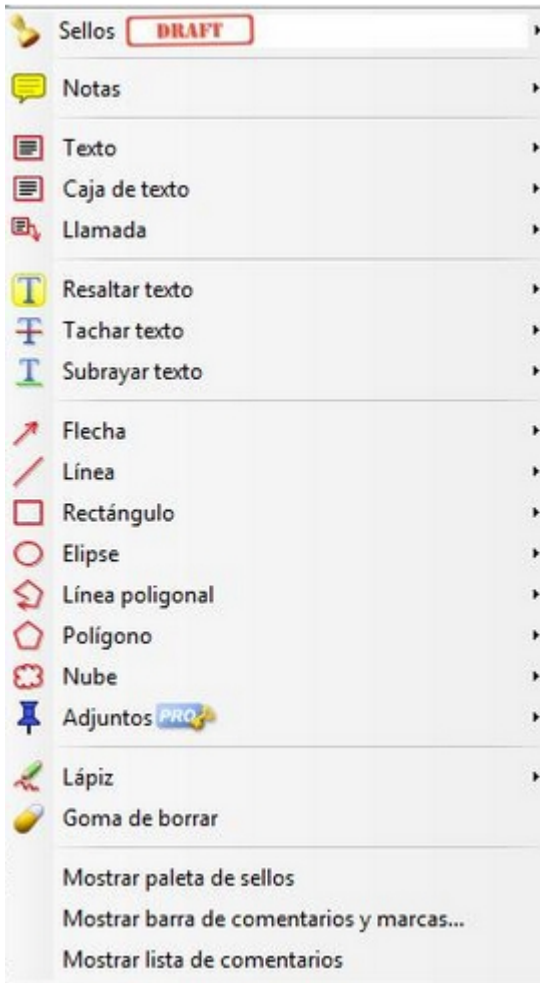 Sellos DRAFT
Notas
Texto
Caja de texto
Llamada
Resaltar texto
Tachar texto
Subrayar texto
Flecha
Línea
Rectángulo
Elipse
Línea poligonal
Polígono
Nube
Adjuntos PRO
Lápiz
Goma de borrar
Mostrar paleta de sellos
Mostrar barra de comentarios y marcas...
Mostrar lista de comentarios